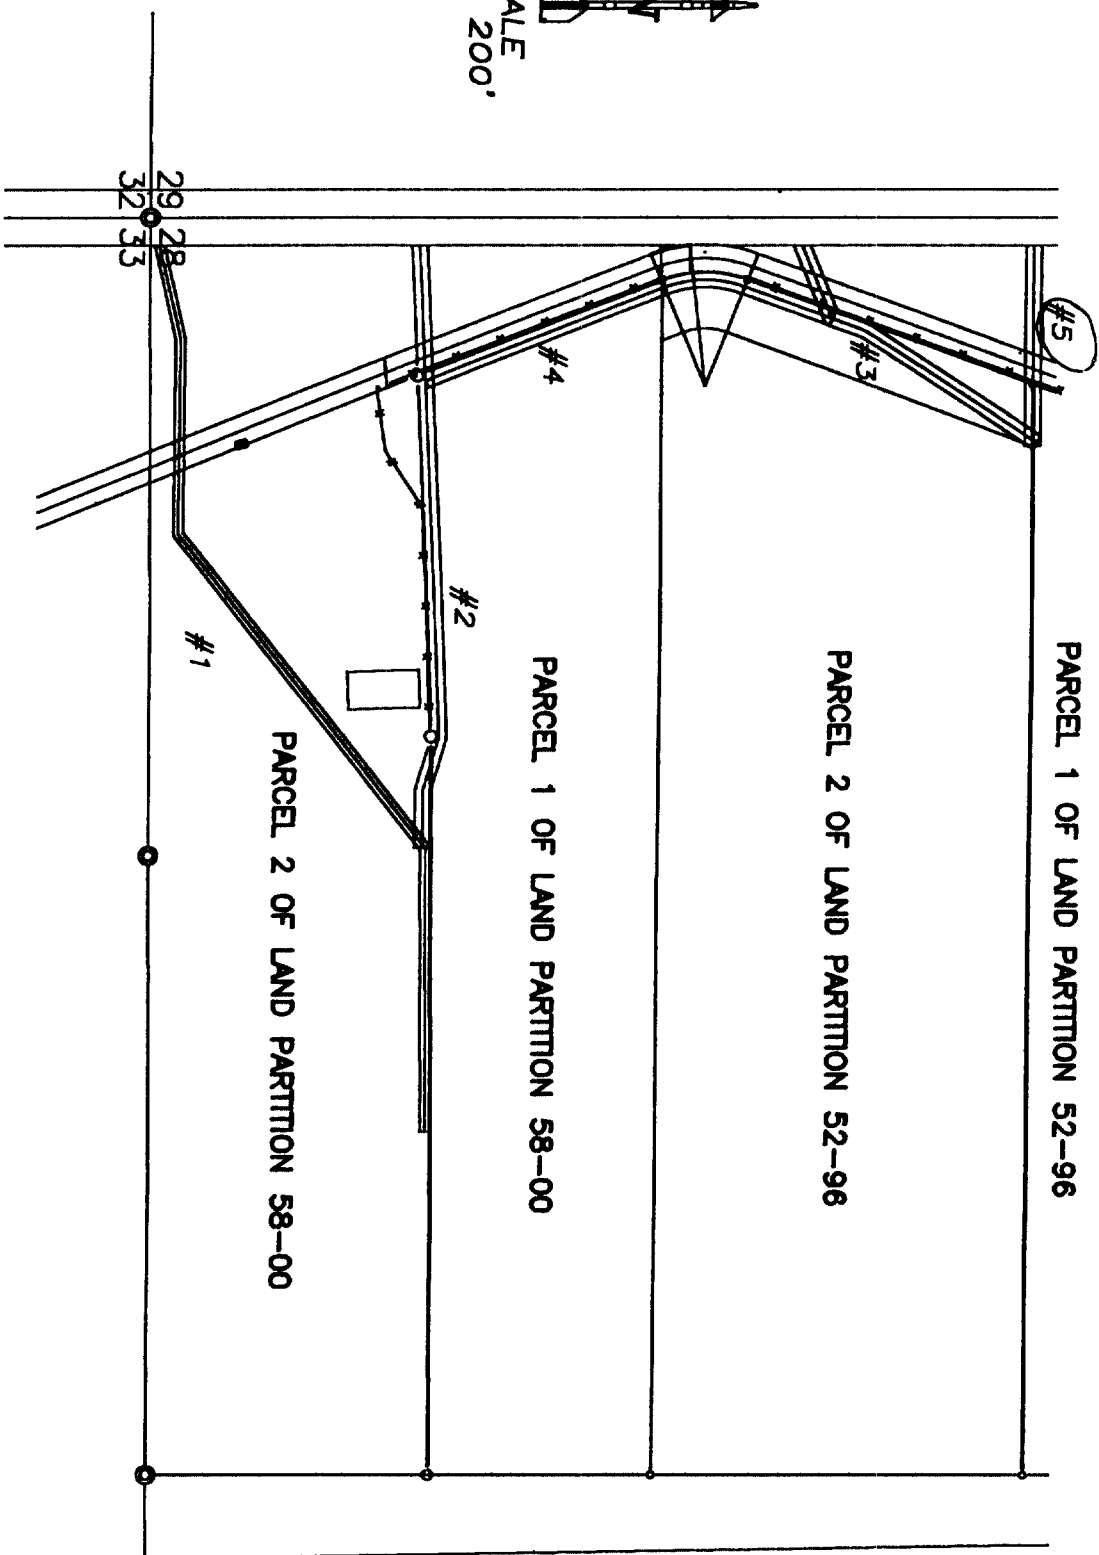 ALE
200'
N
29
28
32
33
#5
#3
#4
#2
#1
PARCEL 1 OF LAND PARTITION 52-96
PARCEL 2 OF LAND PARTITION 52-96
PARCEL 1 OF LAND PARTITION 58-00
PARCEL 2 OF LAND PARTITION 58-00